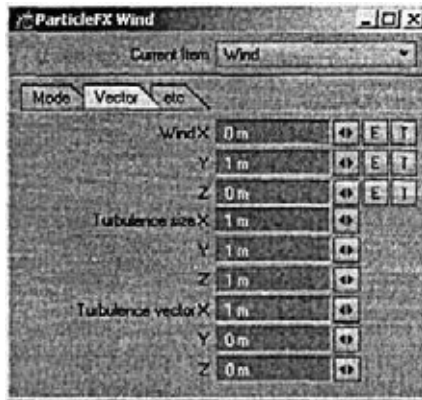 ParticleFX Wind
Current Item Wind
Mode Vector etc
Wind X 0 m E T
Y 1 m E T
Z 0 m E T
Turbulence size X 1 m
Y 1 m
Z 1 m
Turbulence vector X 1 m
Y 0 m
Z 0 m